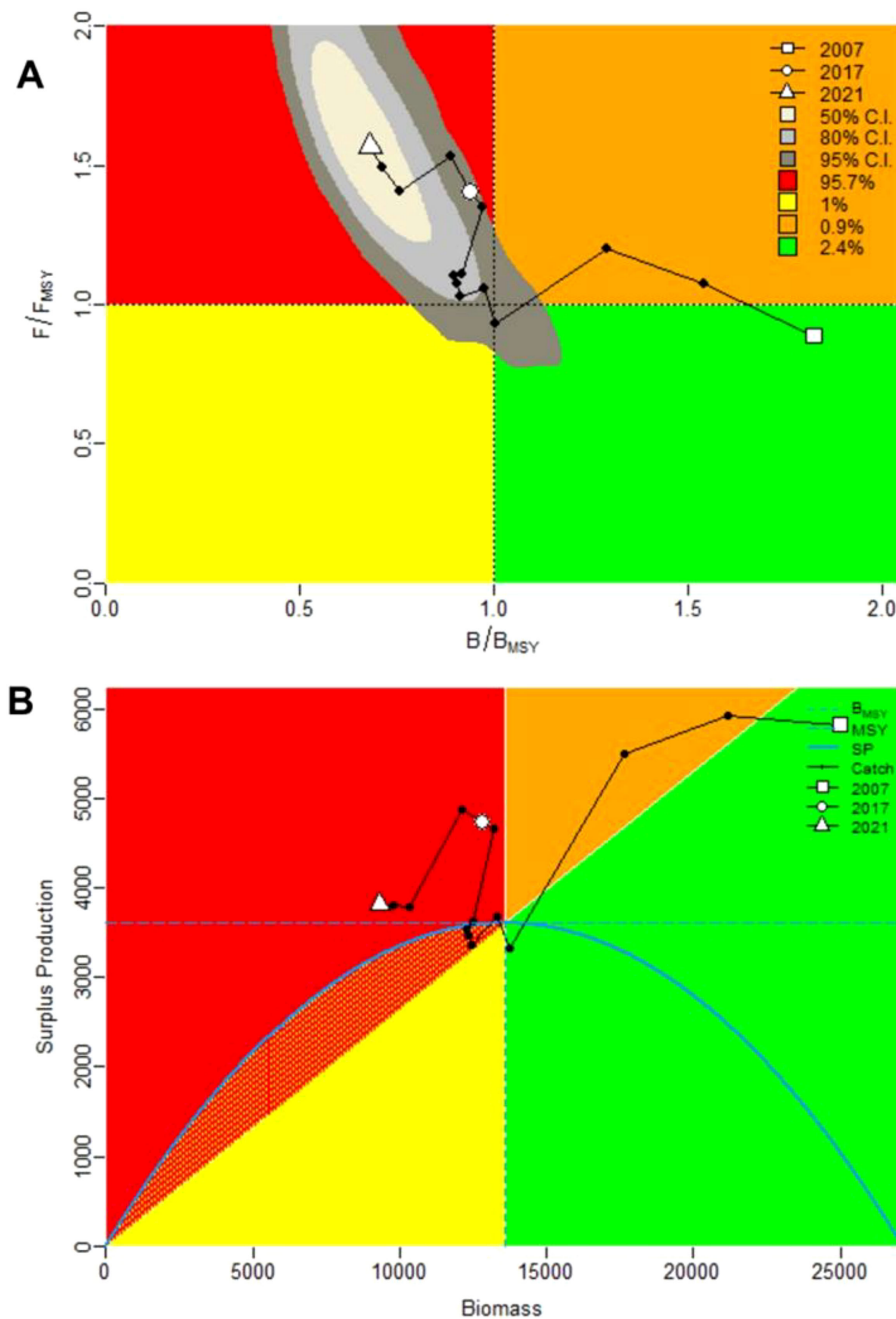 A
2.0
1.5
1.0
0.5
0.0
F/FMSY
2007
2017
2021
50% C.I.
80% C.I.
95% C.I.
95.7%
1%
0.9%
2.4%
0.0
0.5
1.0
1.5
2.0
B/BMSY
B
6000
5000
4000
3000
2000
1000
0
Surplus Production
BMSY
MSY
SP
Catch
2007
2017
2021
0
5000
10000
15000
20000
25000
Biomass